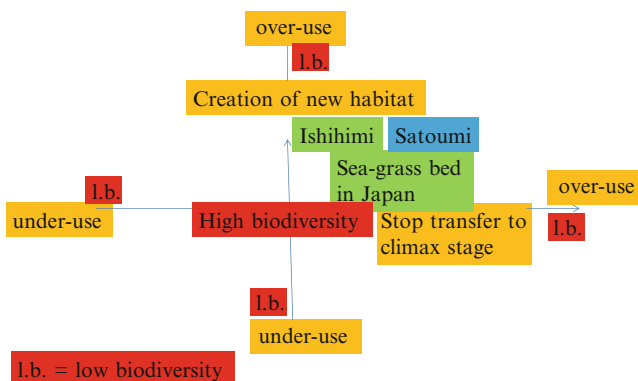 over-use
l.b.
Creation of new habitat
Ishihimi
Satoumi
Sea-grass bed
in Japan
l.b.
over-use
under-use
High biodiversity
Stop transfer to
climax stage
l.b.
l.b.
under-use
l.b. = low biodiversity